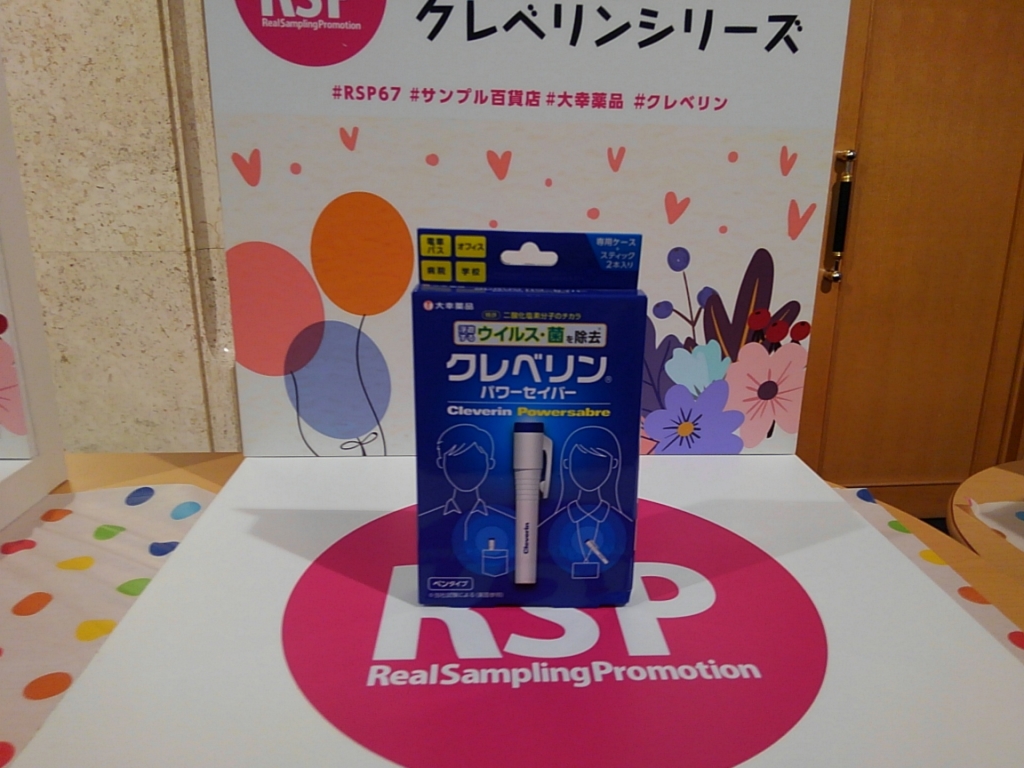 RSP
RealSamplingPromotion
クレベリンシリーズ
#RSP67 #サンプル百貨店 #大幸薬品 #クレベリン
電車
バス
オフィス
病院
学校
専用ケース
スティック
2本入り
大幸薬品
二酸化塩素分子のチカラ
浮遊
する
ウイルス・菌を除去
クレベリン®
パワーセイバー
Cleverin Powersabre
Cleverin
ペンタイプ
RSP
RealSamplingPromotion